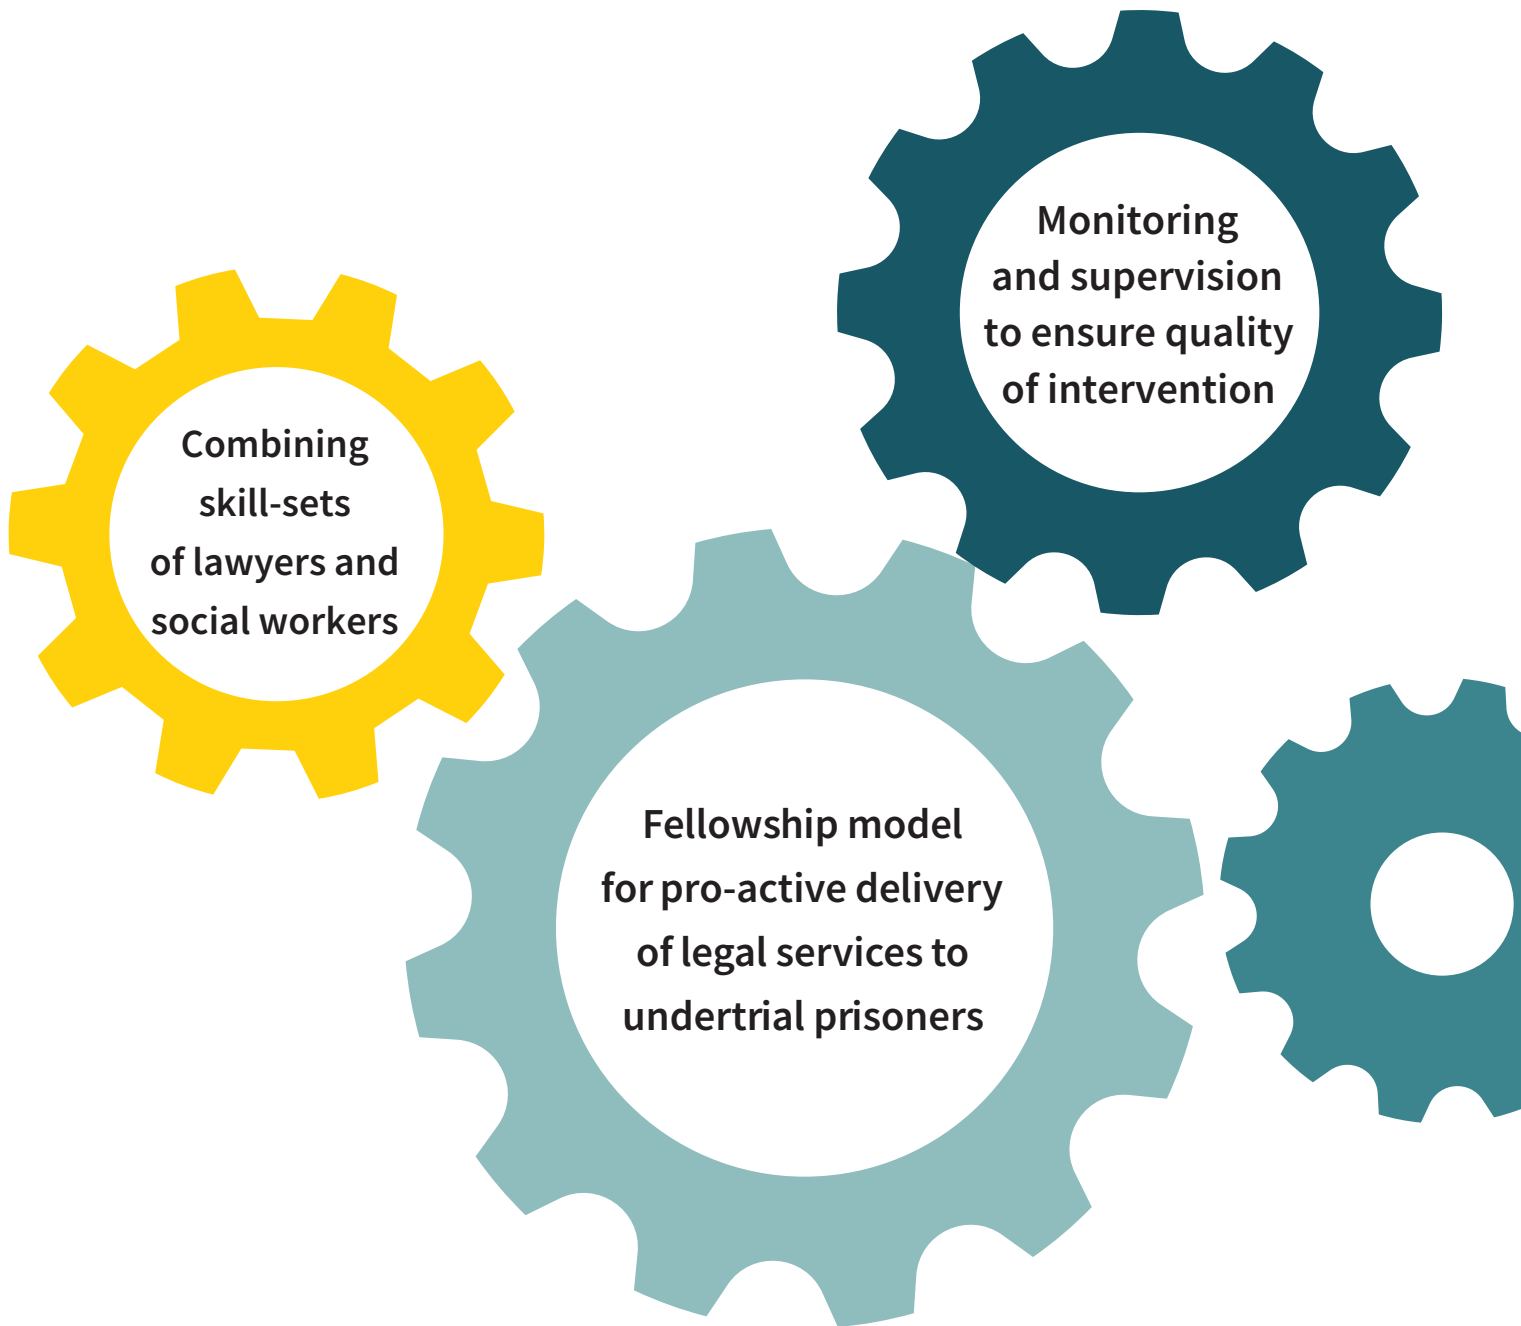 Monitoring
and supervision
to ensure quality
of intervention
Combining
skill-sets
of lawyers and
social workers
Fellowship model
for pro-active delivery
of legal services to
undertrial prisoners